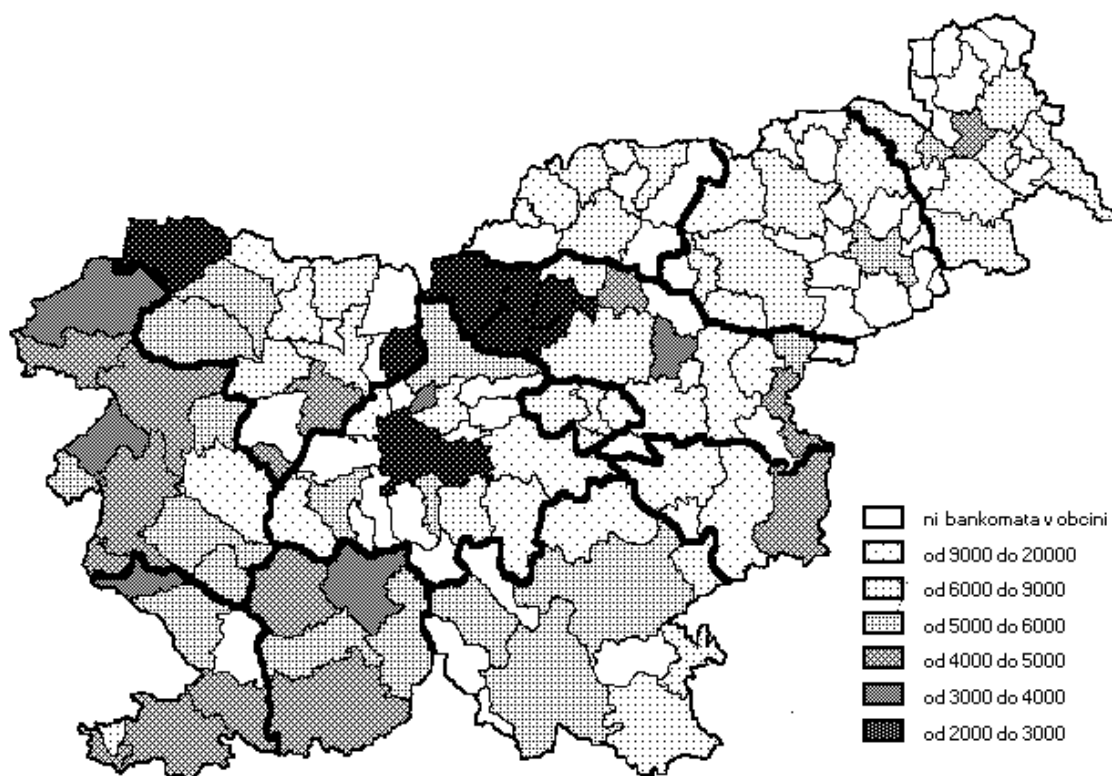 ni bankomata v obcini
od 9000 do 20000
od 6000 do 9000
od 5000 do 6000
od 4000 do 5000
od 3000 do 4000
od 2000 do 3000